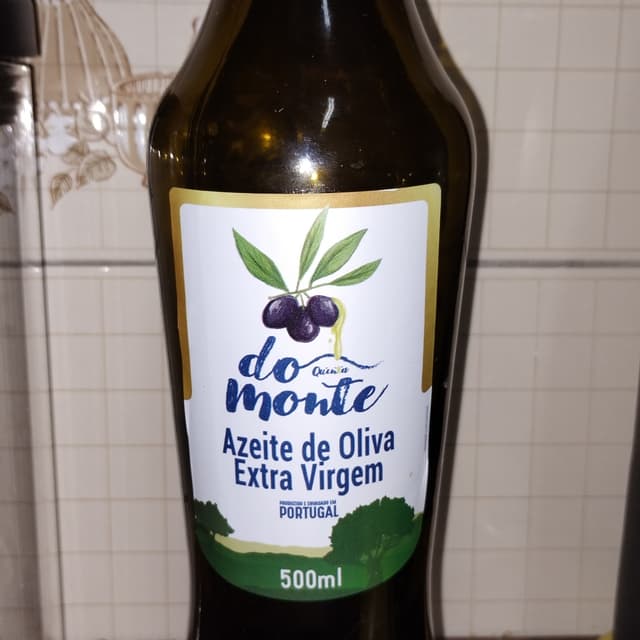 do
Quinta
monte
Azeite de Oliva
Extra Virgem
PRODUZIDO E ENVASADO EM
PORTUGAL
500ml